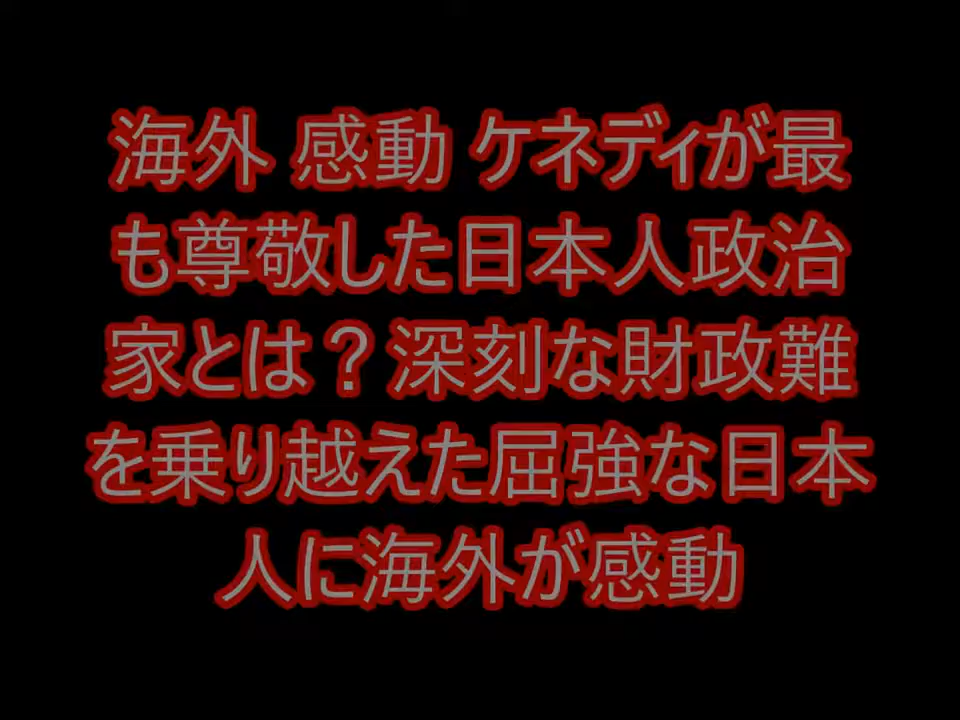 海外 感動 ケネディが最
も尊敬した日本人政治
家とは？深刻な財政難
を乗り越えた屈強な日本
人に海外が感動